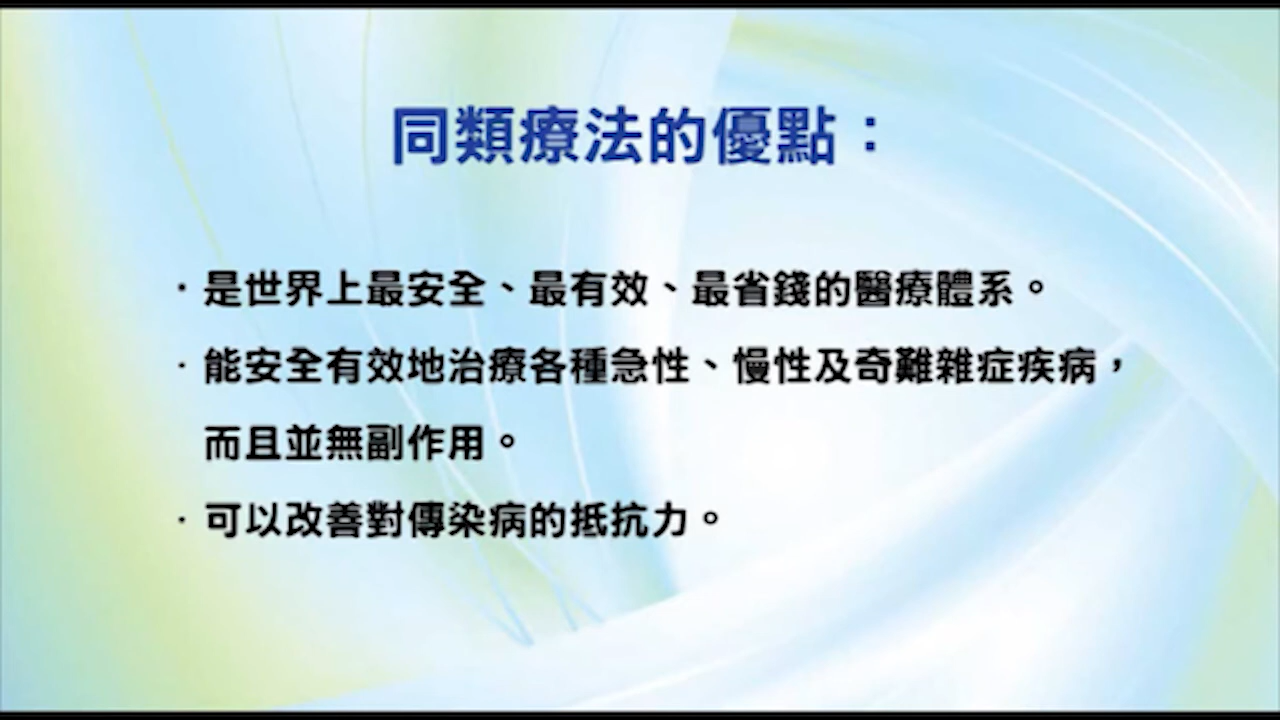 同類療法的優點：
·是世界上最安全、最有效、最省錢的醫療體系。
·能安全有效地治療各種急性、慢性及奇難雜症疾病，
而且並無副作用。
·可以改善對傳染病的抵抗力。